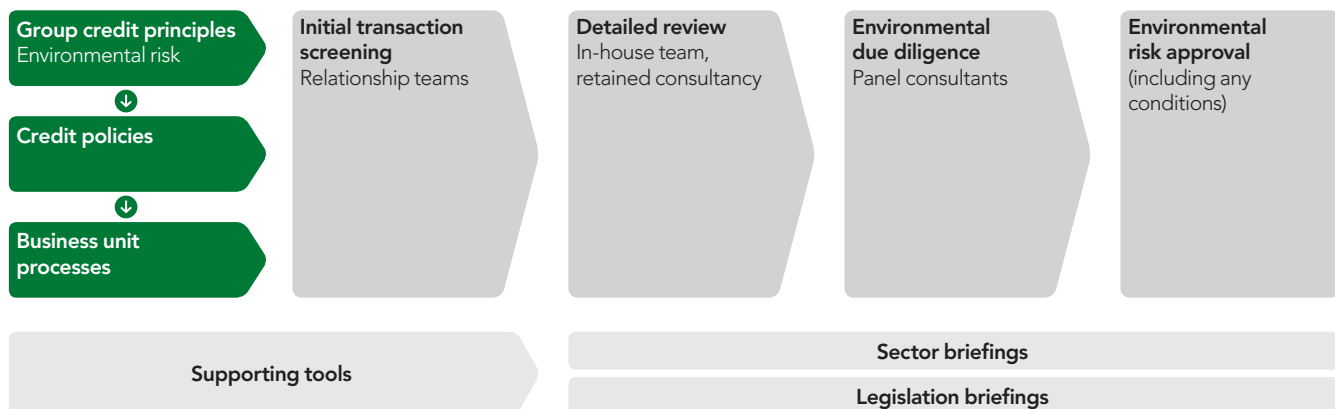 Group credit principles
Environmental risk
Credit policies
Business unit
processes
Initial transaction
screening
Relationship teams
Detailed review
In-house team,
retained consultancy
Environmental
due diligence
Panel consultants
Environmental
risk approval
(including any
conditions)
Supporting tools
Sector briefings
Legislation briefings